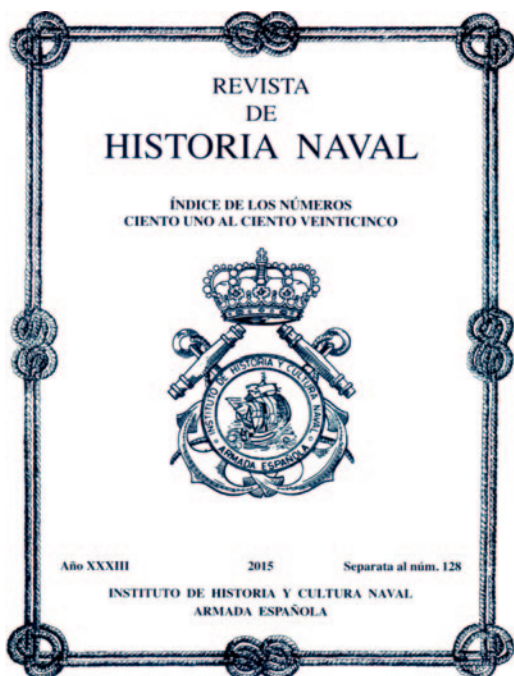 REVISTA
DE
HISTORIA NAVAL
ÍNDICE DE LOS NÚMEROS
CIENTO UNO AL CIENTO VEINTICINCO
INSTITUTO DE HISTORIA Y CULTURA NAVAL
ARMADA ESPAÑOLA
Año XXXIII 2015 Separata al núm. 128
INSTITUTO DE HISTORIA Y CULTURA NAVAL
ARMADA ESPAÑOLA